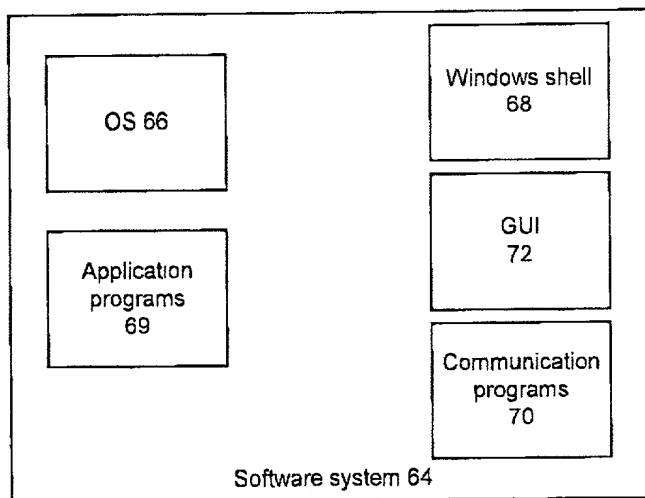 OS 66
Application
programs
69
Windows shell
68
GUI
72
Communication
programs
70
Software system 64